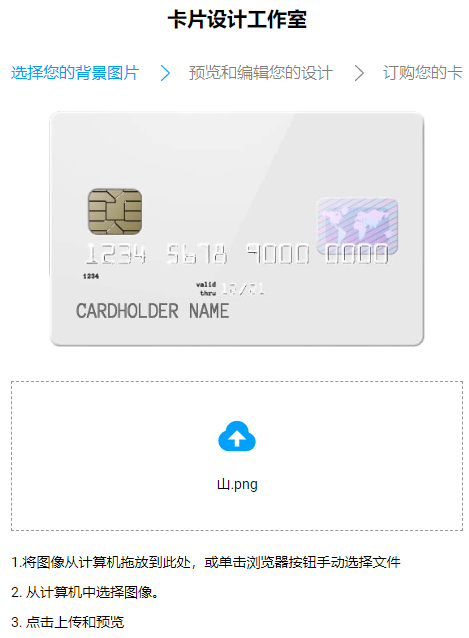 卡片设计工作室
选择您的背景图片 预览和编辑您的设计 订购您的卡
1234 5678 9000 0000
1234
valid thru 12/01
CARDHOLDER NAME
山.png
1.将图像从计算机拖放到此处，或单击浏览器按钮手动选择文件
2. 从计算机中选择图像。
3. 点击上传和预览